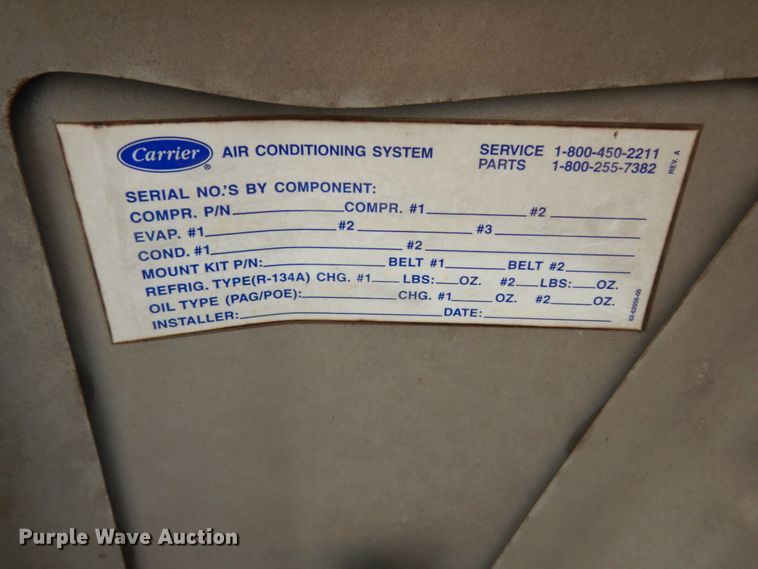 Carrier ® AIR CONDITIONING SYSTEM SERVICE 1-800-450-2211
PARTS 1-800-255-7382
REV. A
SERIAL NO.'S BY COMPONENT:
COMPR. P/N COMPR. #1 #2
EVAP. #1 #2 #3
COND. #1 #2
MOUNT KIT P/N: BELT #1 BELT #2
REFRIG. TYPE(R-134A) CHG. #1 LBS: OZ. #2 LBS: OZ.
OIL TYPE (PAG/POE): CHG. #1 OZ. #2 OZ.
INSTALLER: DATE:
62-62056-00
Purple Wave Auction